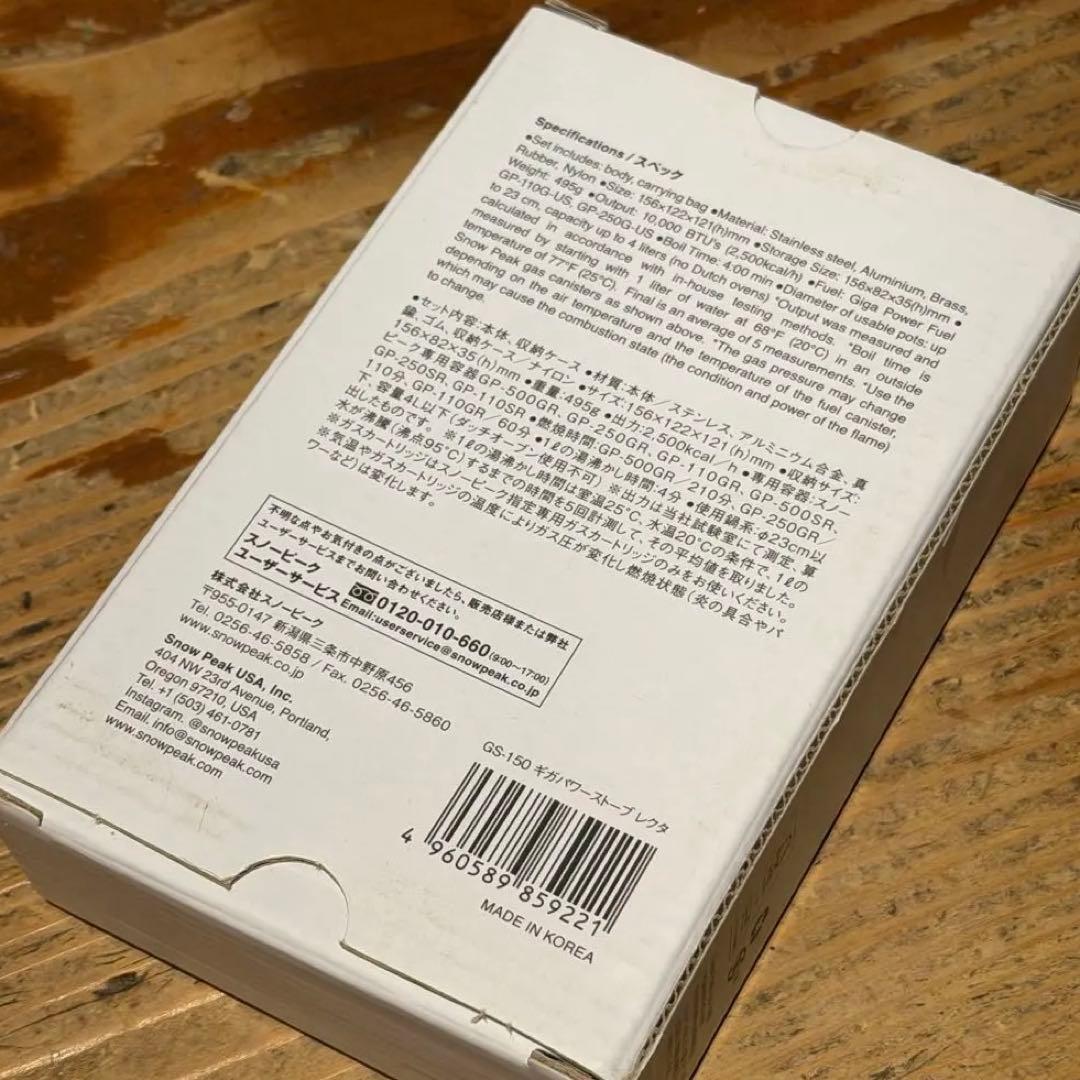 Specifications / スペック
•Set includes: body, carrying bag •Material: Stainless steel, Aluminium, Brass,
Rubber, Nylon •Size: 156x122x121(h)mm •Storage Size: 156x82x35(h)mm •
Weight: 495g •Output: 10,000 BTU's (2,500kcal/h) •Fuel: Giga Power Fuel
GP-110G-US, GP-250G-US •Boil Time: 4:00 min •Diameter of usable pots: up
to 23 cm, capacity up to 4 liters (no Dutch ovens) *Output was measured and
calculated in accordance with in-house testing methods. *Boil time is
measured by starting with 1 liter of water at 68°F (20°C) in an outside
temperature of 77°F (25°C). Final is an average of 5 measurements. *Use the
Snow Peak gas canisters as shown above. *The gas pressure may change
depending on the air temperature and the temperature of the fuel canister,
which may cause the combustion state (the condition and power of the flame)
to change.
•セット内容:本体、収納ケース •材質:本体/ステンレス、アルミニウム合金、真
鍮、ゴム、収納ケース/ナイロン •サイズ:156×122×121(h)mm •収納サイズ:
156×82×35(h)mm •重量:495g •出力:2,500kcal/h •専用容器:スノー
ピーク専用容器GP-500GR, GP-250GR, GP-110GR, GP-500SR,
GP-250SR, GP-110SR •燃焼時間:GP-500GR/210分、GP-250GR/
110分、GP-110GR/60分 •1ℓの湯沸かし時間:4分 •使用鍋系:φ23cm以
下、容量4L以下(ダッチオーブン使用不可) ※出力は当社試験室にて測定、算
出したものです。※1ℓの湯沸かし時間は室温25℃、水温20℃の条件で、1ℓの
水が沸騰(沸点95℃)するまでの時間を5回計測して、その平均値を取りました。
※ガスカートリッジはスノーピーク指定専用ガスカートリッジのみをお使いください。
※気温やガスカートリッジの温度によりガス圧が変化し燃焼状態(炎の具合やパ
ワーなど)は変化します。
不明な点やお気付きの点がございましたら、販売店様または弊社
ユーザーサービスまでお問い合わせください。
スノーピーク
ユーザーサービス 0120-010-660(9:00~17:00)
Email:userservice@snowpeak.co.jp
株式会社スノーピーク
〒955-0147 新潟県三条市中野原456
Tel. 0256-46-5858 / Fax. 0256-46-5860
www.snowpeak.co.jp
Snow Peak USA, Inc.
404 NW 23rd Avenue, Portland,
Oregon 97210, USA
Tel. +1 (503) 461-0781
Instagram. @snowpeakusa
Email. info@snowpeak.com
www.snowpeak.com
GS-150 ギガパワーストーブ レクタ
4 960589 859221
MADE IN KOREA